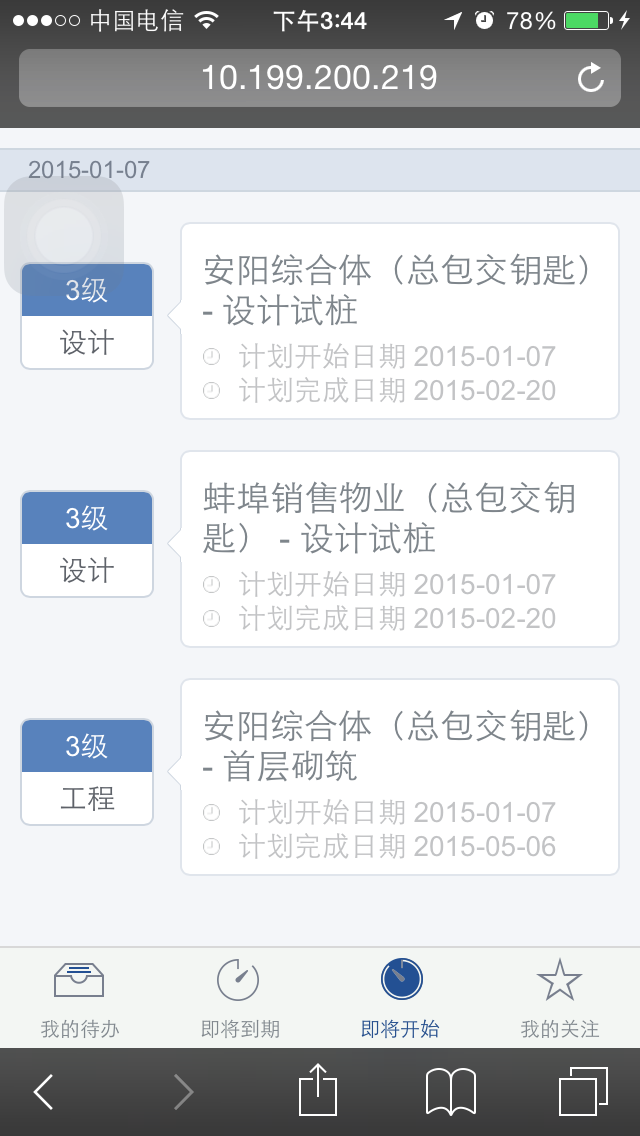 中国电信 下午3:44 78%
10.199.200.219
2015-01-07
3级
设计
安阳综合体（总包交钥匙）
- 设计试桩
计划开始日期 2015-01-07
计划完成日期 2015-02-20
3级
设计
蚌埠销售物业（总包交钥
匙） - 设计试桩
计划开始日期 2015-01-07
计划完成日期 2015-02-20
3级
工程
安阳综合体（总包交钥匙）
- 首层砌筑
计划开始日期 2015-01-07
计划完成日期 2015-05-06
我的待办 即将到期 即将开始 我的关注